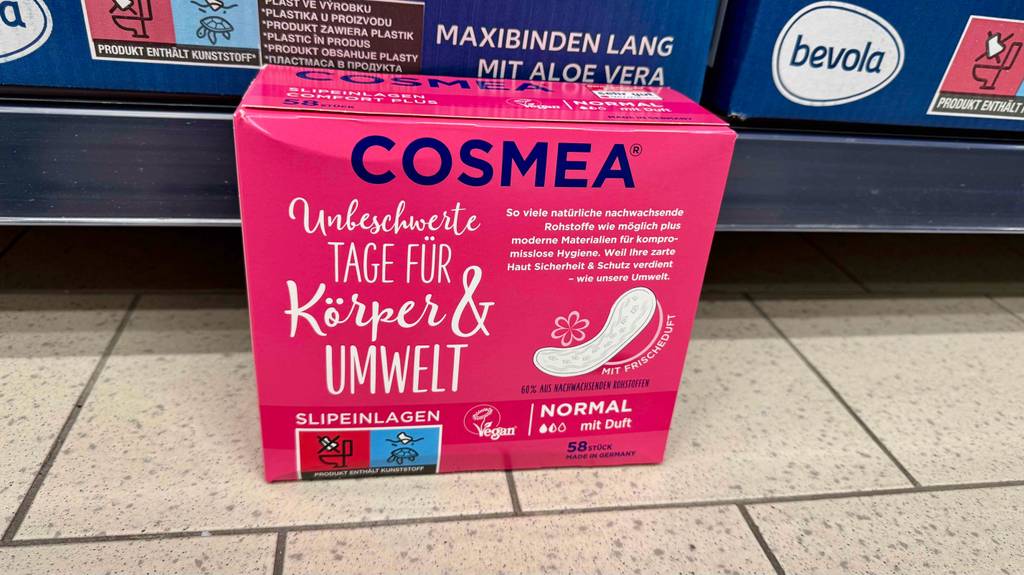 a
PRODUKT ENTHÄLT KUNSTSTOFF*
PLAST VE VÝROBKU
*PLASTIKA U PROIZVODU
*PRODUKT ZAWIERA PLASTIK
*PLASTIC IN PRODUS
*PRODUKT OBSAHUJE PLASTY
*ПЛАСТМАСА В ПРОДУКТА
MAXIBINDEN LANG
MIT ALOE VERA
bevola
PRODUKT ENTHÄLT
COSMEA
SLIPEINLAGEN
COMFORT PLUS
58 STÜCK
Vegan
NORMAL
mit Duft
MADE IN GERMANY
COSMEA®
Unbeschwerte
TAGE FÜR
Körper &
UMWELT
So viele natürliche nachwachsende
Rohstoffe wie möglich plus
moderne Materialien für kompro-
misslose Hygiene. Weil Ihre zarte
Haut Sicherheit & Schutz verdient
– wie unsere Umwelt.
MIT FRISCHEDUFT
60% AUS NACHWACHSENDEN ROHSTOFFEN
SLIPEINLAGEN
PRODUKT ENTHÄLT KUNSTSTOFF
Vegan
NORMAL
mit Duft
58 STÜCK
MADE IN GERMANY